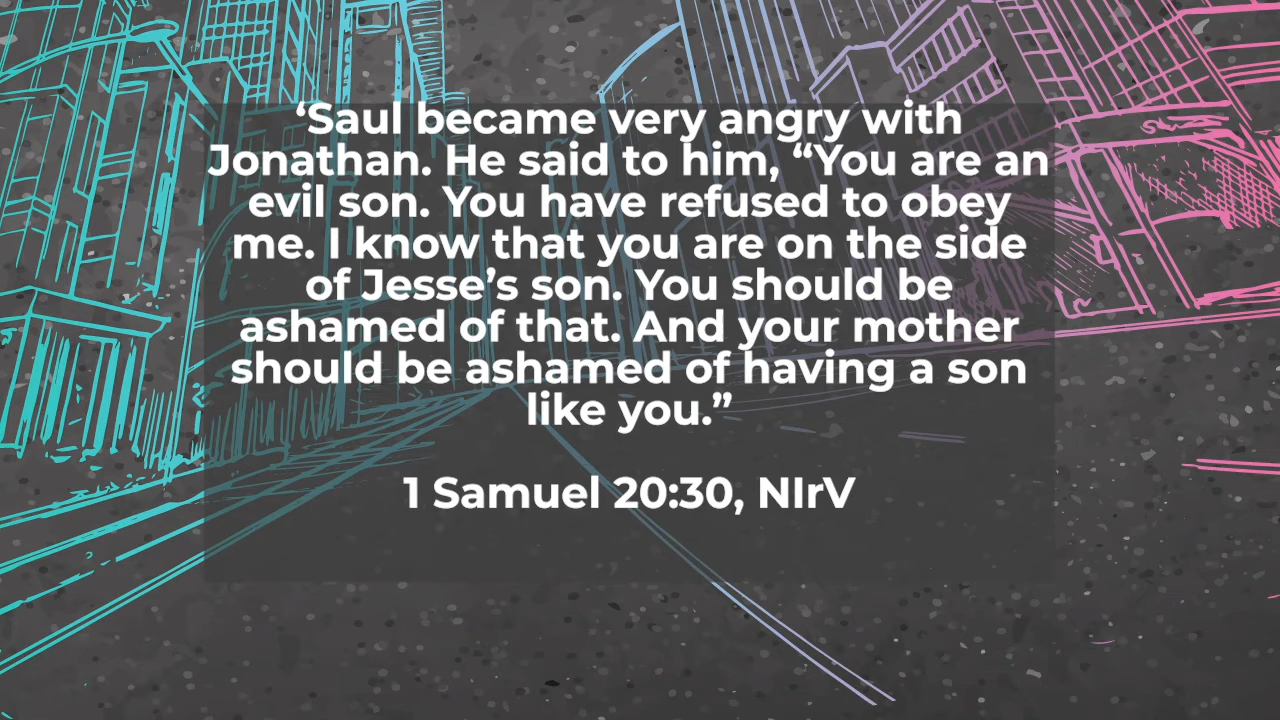 ‘Saul became very angry with
Jonathan. He said to him, “You are an
evil son. You have refused to obey
me. I know that you are on the side
of Jesse’s son. You should be
ashamed of that. And your mother
should be ashamed of having a son
like you.”
1 Samuel 20:30, NIrV